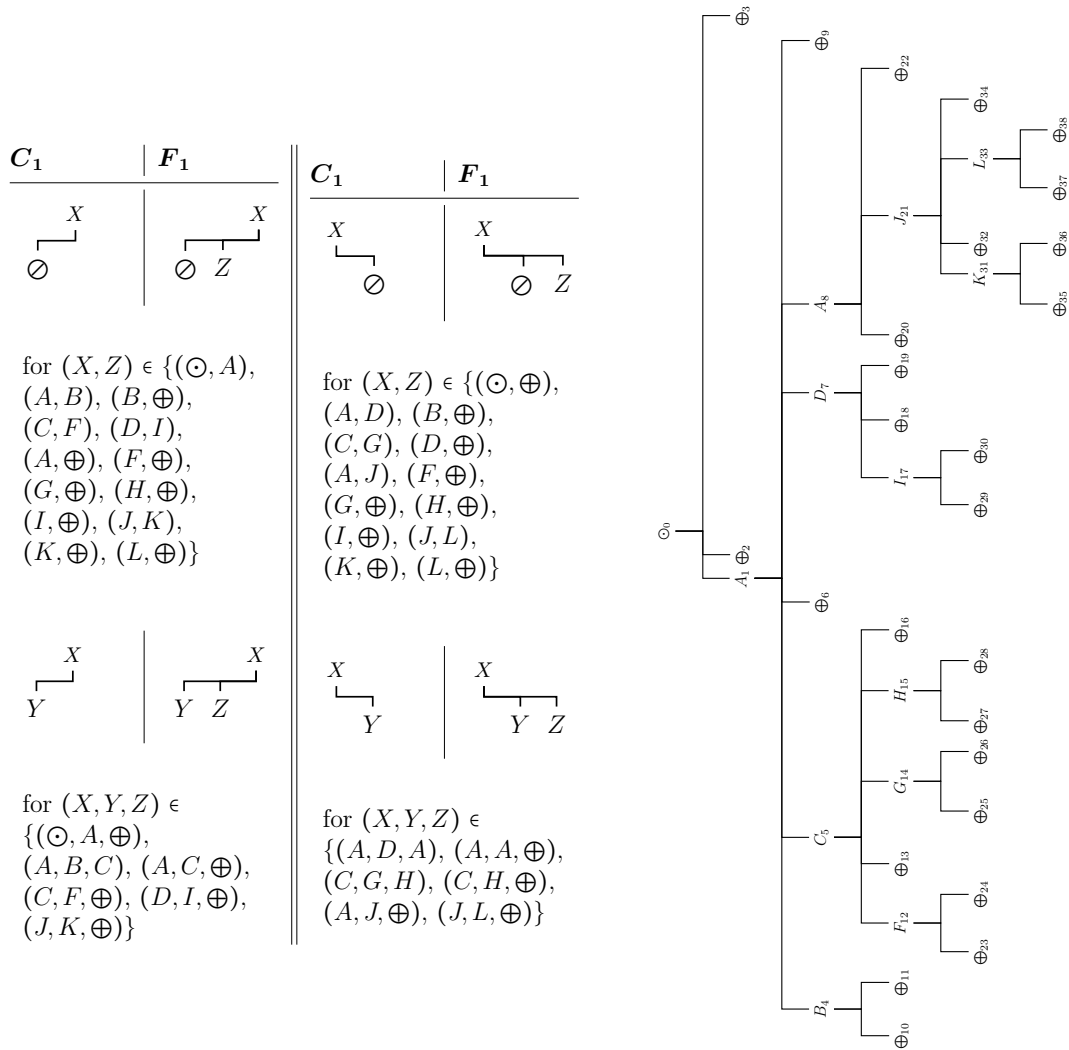 C₁ F₁
X X
⊘ ⊘ Z
for (X, Z) ∈ {(⊙, A),
(A, B), (B, ⊕),
(C, F), (D, I),
(A, ⊕), (F, ⊕),
(G, ⊕), (H, ⊕),
(I, ⊕), (J, K),
(K, ⊕), (L, ⊕)}
X X
Y Y Z
for (X, Y, Z) ∈
{(⊙, A, ⊕),
(A, B, C), (A, C, ⊕),
(C, F, ⊕), (D, I, ⊕),
(J, K, ⊕)}
C₁ F₁
X X
⊘ ⊘ Z
for (X, Z) ∈ {(⊙, ⊕),
(A, D), (B, ⊕),
(C, G), (D, ⊕),
(A, J), (F, ⊕),
(G, ⊕), (H, ⊕),
(I, ⊕), (J, L),
(K, ⊕), (L, ⊕)}
X X
Y Y Z
for (X, Y, Z) ∈
{(A, D, A), (A, A, ⊕),
(C, G, H), (C, H, ⊕),
(A, J, ⊕), (J, L, ⊕)}
⊙₀
A₁ ⊕₂ ⊕₃
B₄ C₅ ⊕₆ D₇ A₈ ⊕₉
⊕₁₀ ⊕₁₁ F₁₂ ⊕₁₃ G₁₄ H₁₅ ⊕₁₆ I₁₇ ⊕₁₈ ⊕₁₉ ⊕₂₀ J₂₁ ⊕₂₂
⊕₂₃ ⊕₂₄ ⊕₂₅ ⊕₂₆ ⊕₂₇ ⊕₂₈ ⊕₂₉ ⊕₃₀ K₃₁ ⊕₃₂ L₃₃ ⊕₃₄
⊕₃₅ ⊕₃₆ ⊕₃₇ ⊕₃₈